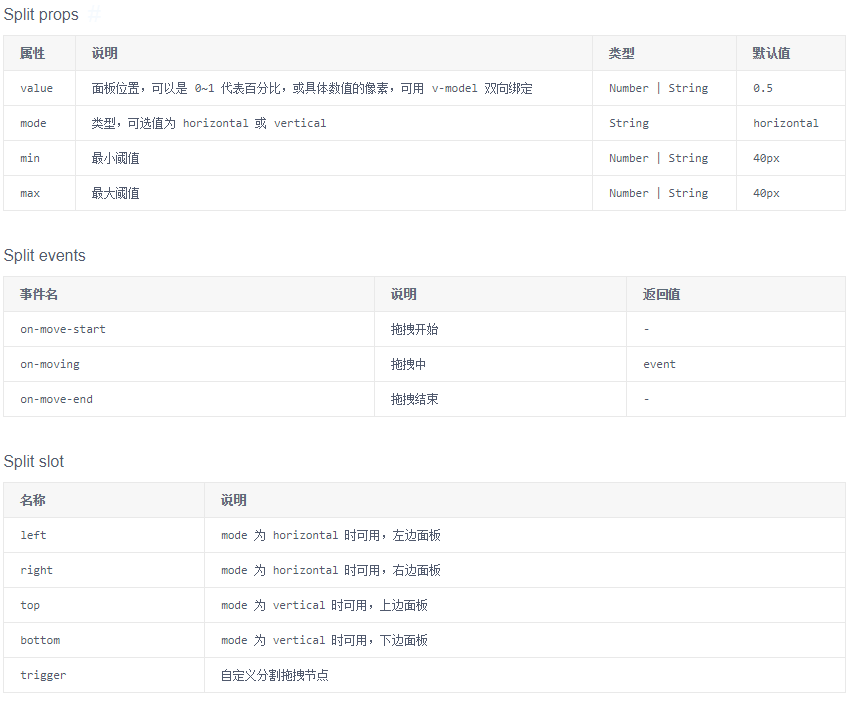 Split props #
属性 说明 类型 默认值
value 面板位置，可以是 0~1 代表百分比，或具体数值的像素，可用 v-model 双向绑定 Number | String 0.5
mode 类型，可选值为 horizontal 或 vertical String horizontal
min 最小阈值 Number | String 40px
max 最大阈值 Number | String 40px
Split events
事件名 说明 返回值
on-move-start 拖拽开始 -
on-moving 拖拽中 event
on-move-end 拖拽结束 -
Split slot
名称 说明
left mode 为 horizontal 时可用，左边面板
right mode 为 horizontal 时可用，右边面板
top mode 为 vertical 时可用，上边面板
bottom mode 为 vertical 时可用，下边面板
trigger 自定义分割拖拽节点